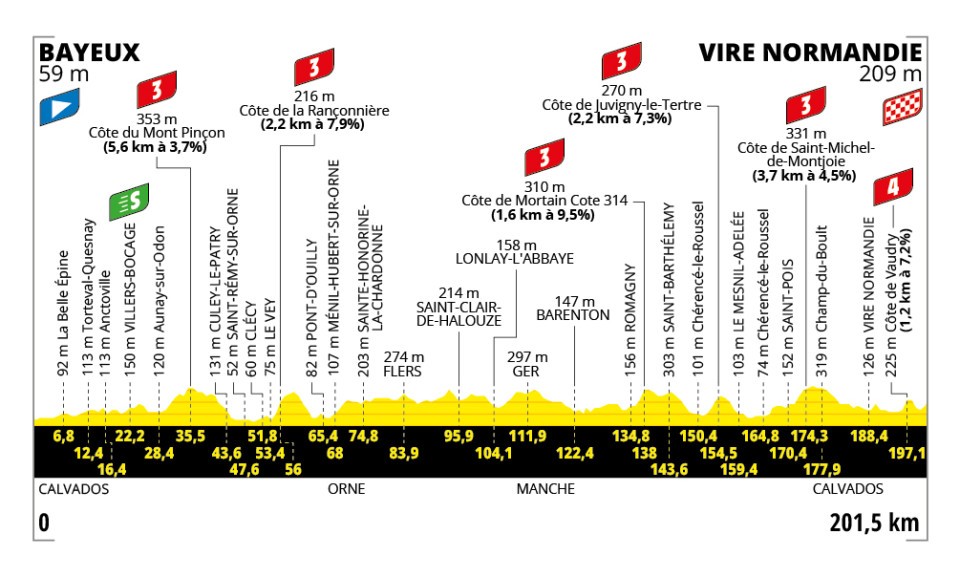 BAYEUX
59 m
VIRE NORMANDIE
209 m
3
353 m
Côte du Mont Pinçon
(5,6 km à 3,7%)
3
216 m
Côte de la Rançonnière
(2,2 km à 7,9%)
3
270 m
Côte de Juvigny-le-Tertre
(2,2 km à 7,3%)
3
331 m
Côte de Saint-Michel-
de-Montjoie
(3,7 km à 4,5%)
3
310 m
Côte de Mortain Cote 314
(1,6 km à 9,5%)
4
S
92 m La Belle Épine
113 m Torteval-Quesnay
113 m Anctoville
150 m VILLERS-BOCAGE
120 m Aunay-sur-Odon
131 m CULEY-LE-PATRY
52 m SAINT-RÉMY-SUR-ORNE
60 m CLÉCY
75 m LE VEY
82 m PONT-D'OUILLY
107 m MÉNIL-HUBERT-SUR-ORNE
203 m SAINTE-HONORINE-
LA-CHARDONNE
274 m
FLERS
214 m
SAINT-CLAIR-
DE-HALOUZE
158 m
LONLAY-L'ABBAYE
297 m
GER
147 m
BARENTON
156 m ROMAGNY
303 m SAINT-BARTHÉLEMY
101 m Chérencé-le-Roussel
103 m LE MESNIL-ADELÉE
74 m Chérencé-le-Roussel
152 m SAINT-POIS
319 m Champ-du-Boult
126 m VIRE NORMANDIE
225 m Côte de Vaudry
(1,2 km à 7,2%)
6,8 22,2 35,5 51,8 65,4 74,8 95,9 111,9 134,8 150,4 164,8 174,3 188,4
12,4 28,4 43,6 53,4 68 83,9 104,1 122,4 138 154,5 170,4 197,1
16,4 47,6 56 143,6 159,4 177,9
CALVADOS ORNE MANCHE CALVADOS
0 201,5 km